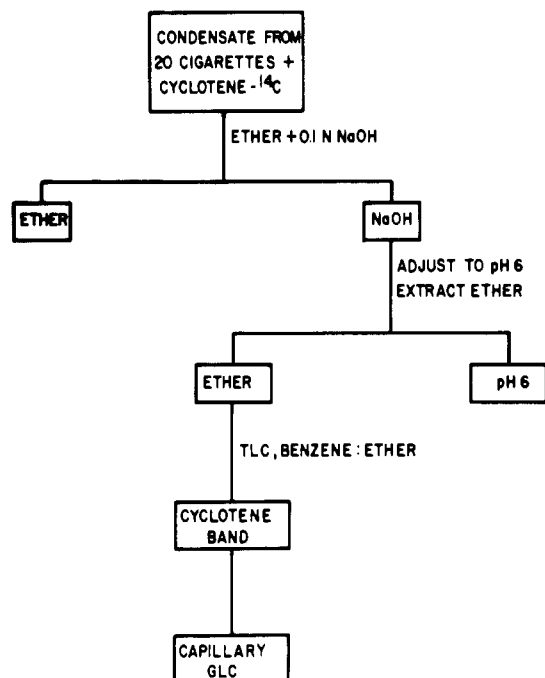 CONDENSATE FROM
20 CIGARETTES +
CYCLOTENE-¹⁴C
ETHER + 0.1 N NaOH
ETHER
NaOH
ADJUST TO pH 6
EXTRACT ETHER
ETHER
pH 6
TLC, BENZENE : ETHER
CYCLOTENE
BAND
CAPILLARY
GLC